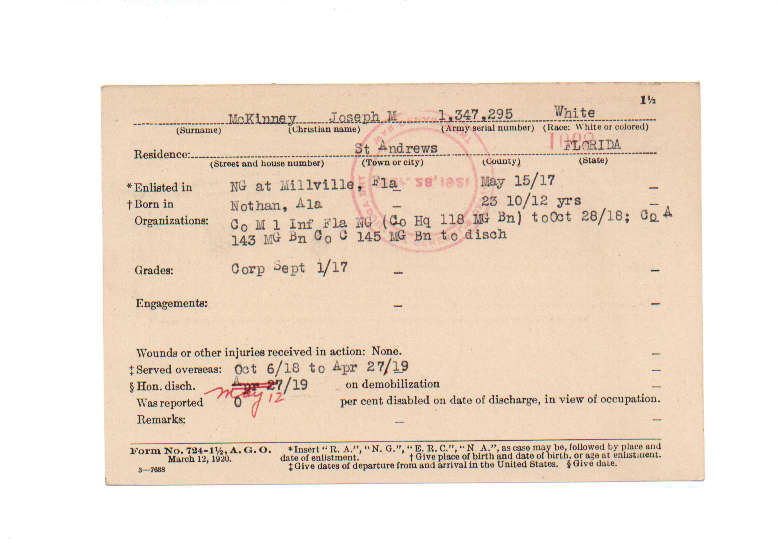 1½
McKinney Joseph M 1,347,295 White
(Surname) (Christian name) (Army serial number) (Race: White or colored)
Residence: St Andrews FLORIDA
(Street and house number) (Town or city) (County) (State)
*Enlisted in NG at Millville, Fla May 15/17 —
†Born in Nothan, Ala — 23 10/12 yrs —
Organizations: Co M 1 Inf Fla NG (Co Hq 118 MG Bn) toOct 28/18; Co A
143 MG Bn Co C 145 MG Bn to disch
Grades: Corp Sept 1/17 — —
Engagements: — —
Wounds or other injuries received in action: None. —
‡Served overseas: Oct 6/18 to Apr 27/19 —
§Hon. disch. Apr 27/19 on demobilization —
May 12
Was reported 0 per cent disabled on date of discharge, in view of occupation.
Remarks: — —
Form No. 724-1½, A. G. O. *Insert "R. A.", "N. G.", "E. R. C.", "N A.", as case may be, followed by place and
March 12, 1920. date of enlistment. †Give place of birth and date of birth, or age at enlistment.
3—7688 ‡Give dates of departure from and arrival in the United States. §Give date.